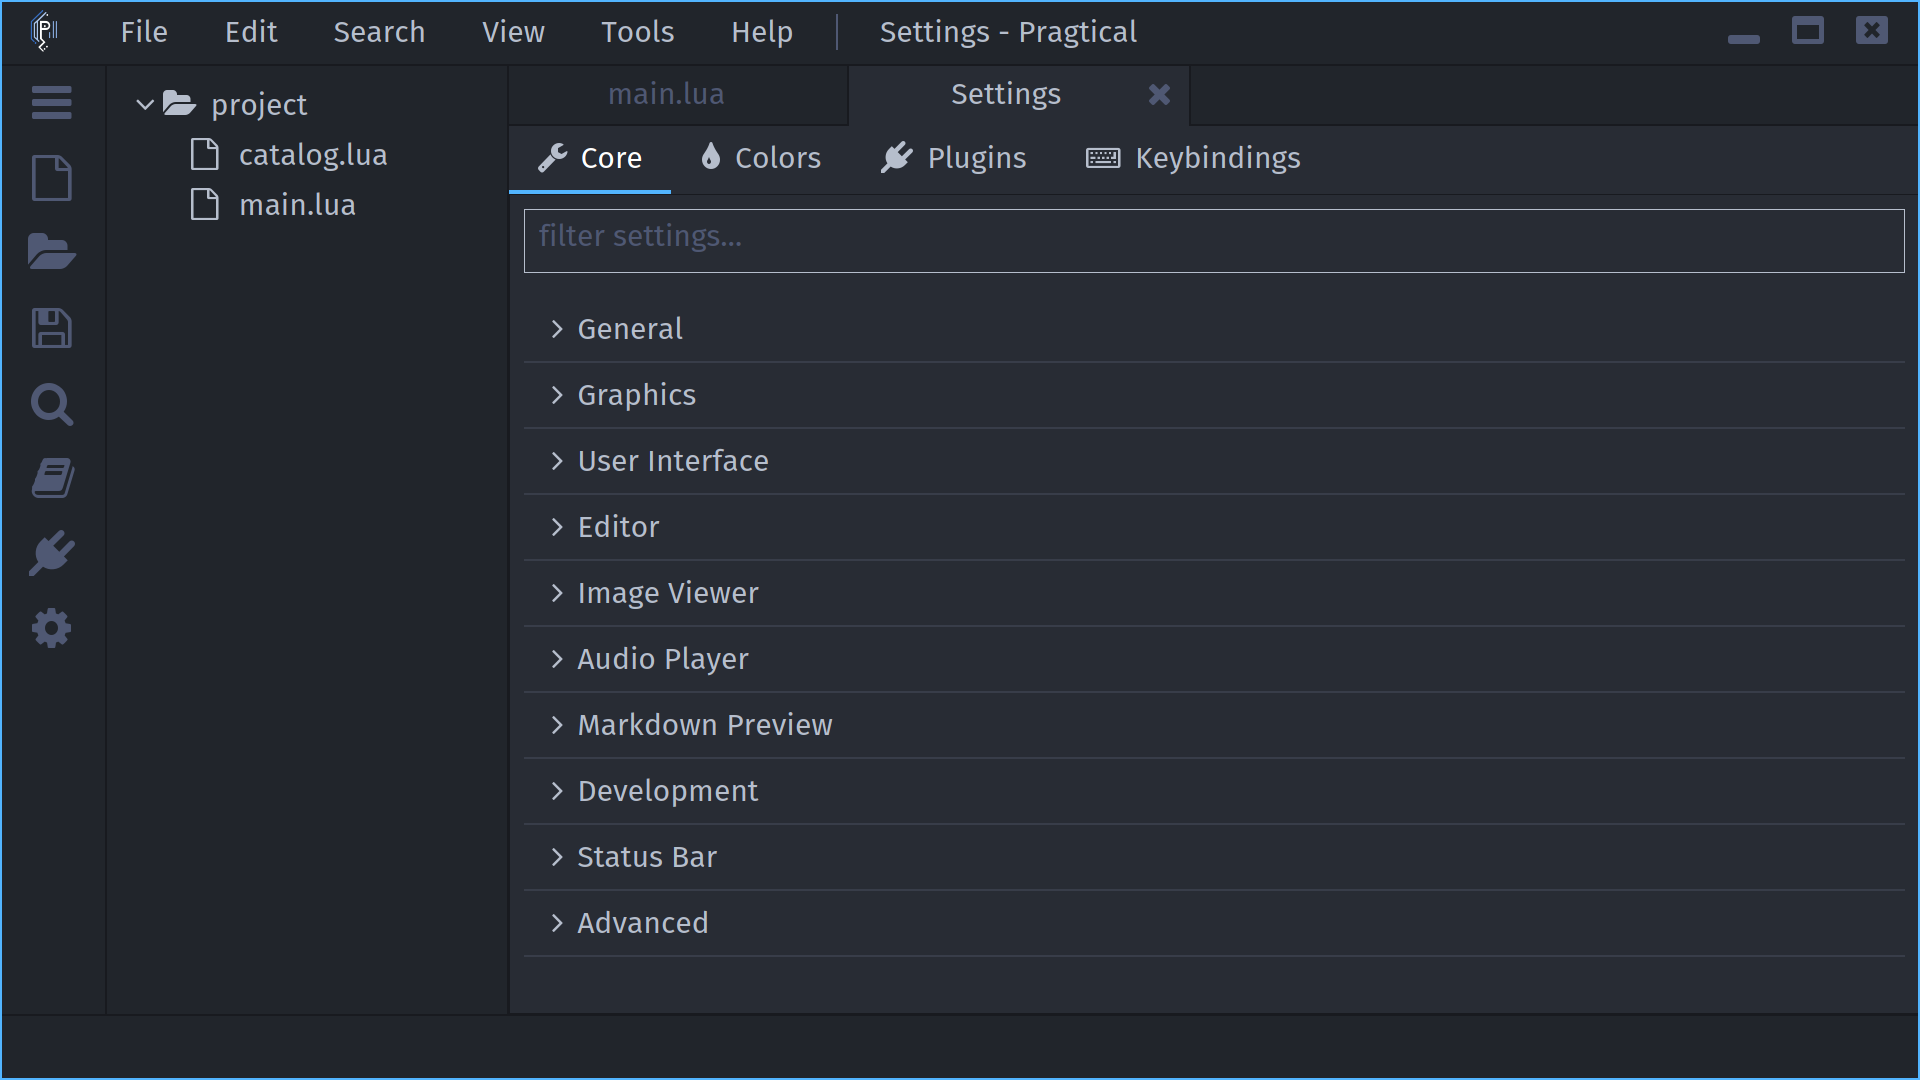 File Edit Search View Tools Help Settings - Pragtical
project
catalog.lua
main.lua
main.lua Settings
Core Colors Plugins Keybindings
filter settings...
General
Graphics
User Interface
Editor
Image Viewer
Audio Player
Markdown Preview
Development
Status Bar
Advanced